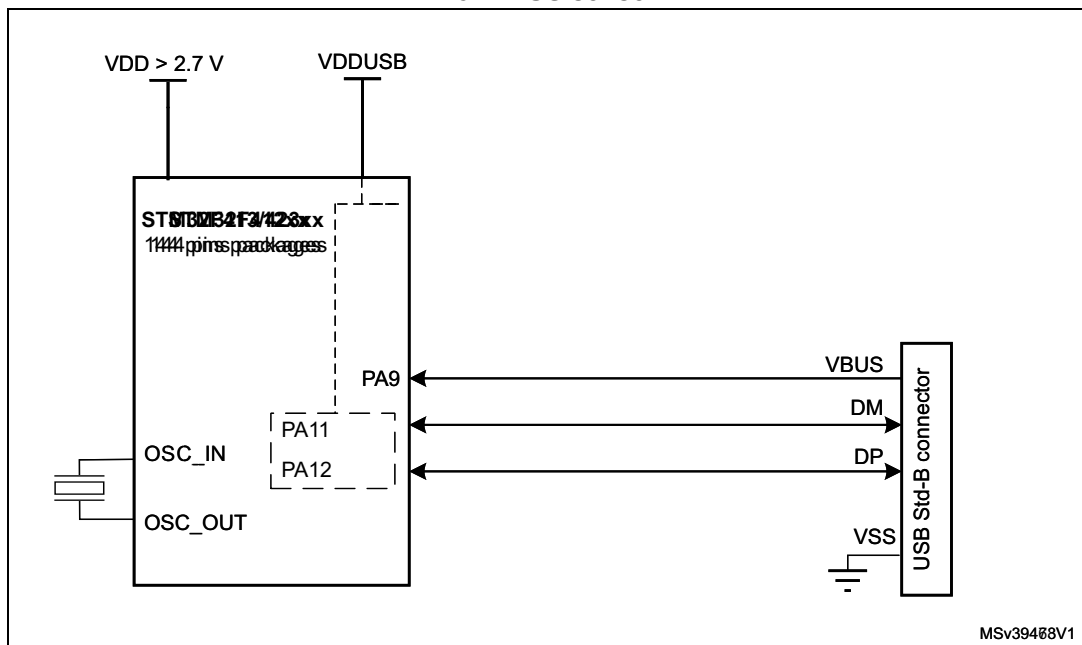 VDD > 2.7 V
VDDUSB
PA9
PA11
PA12
OSC_IN
OSC_OUT
VBUS
DM
DP
VSS
USB Std-B connector